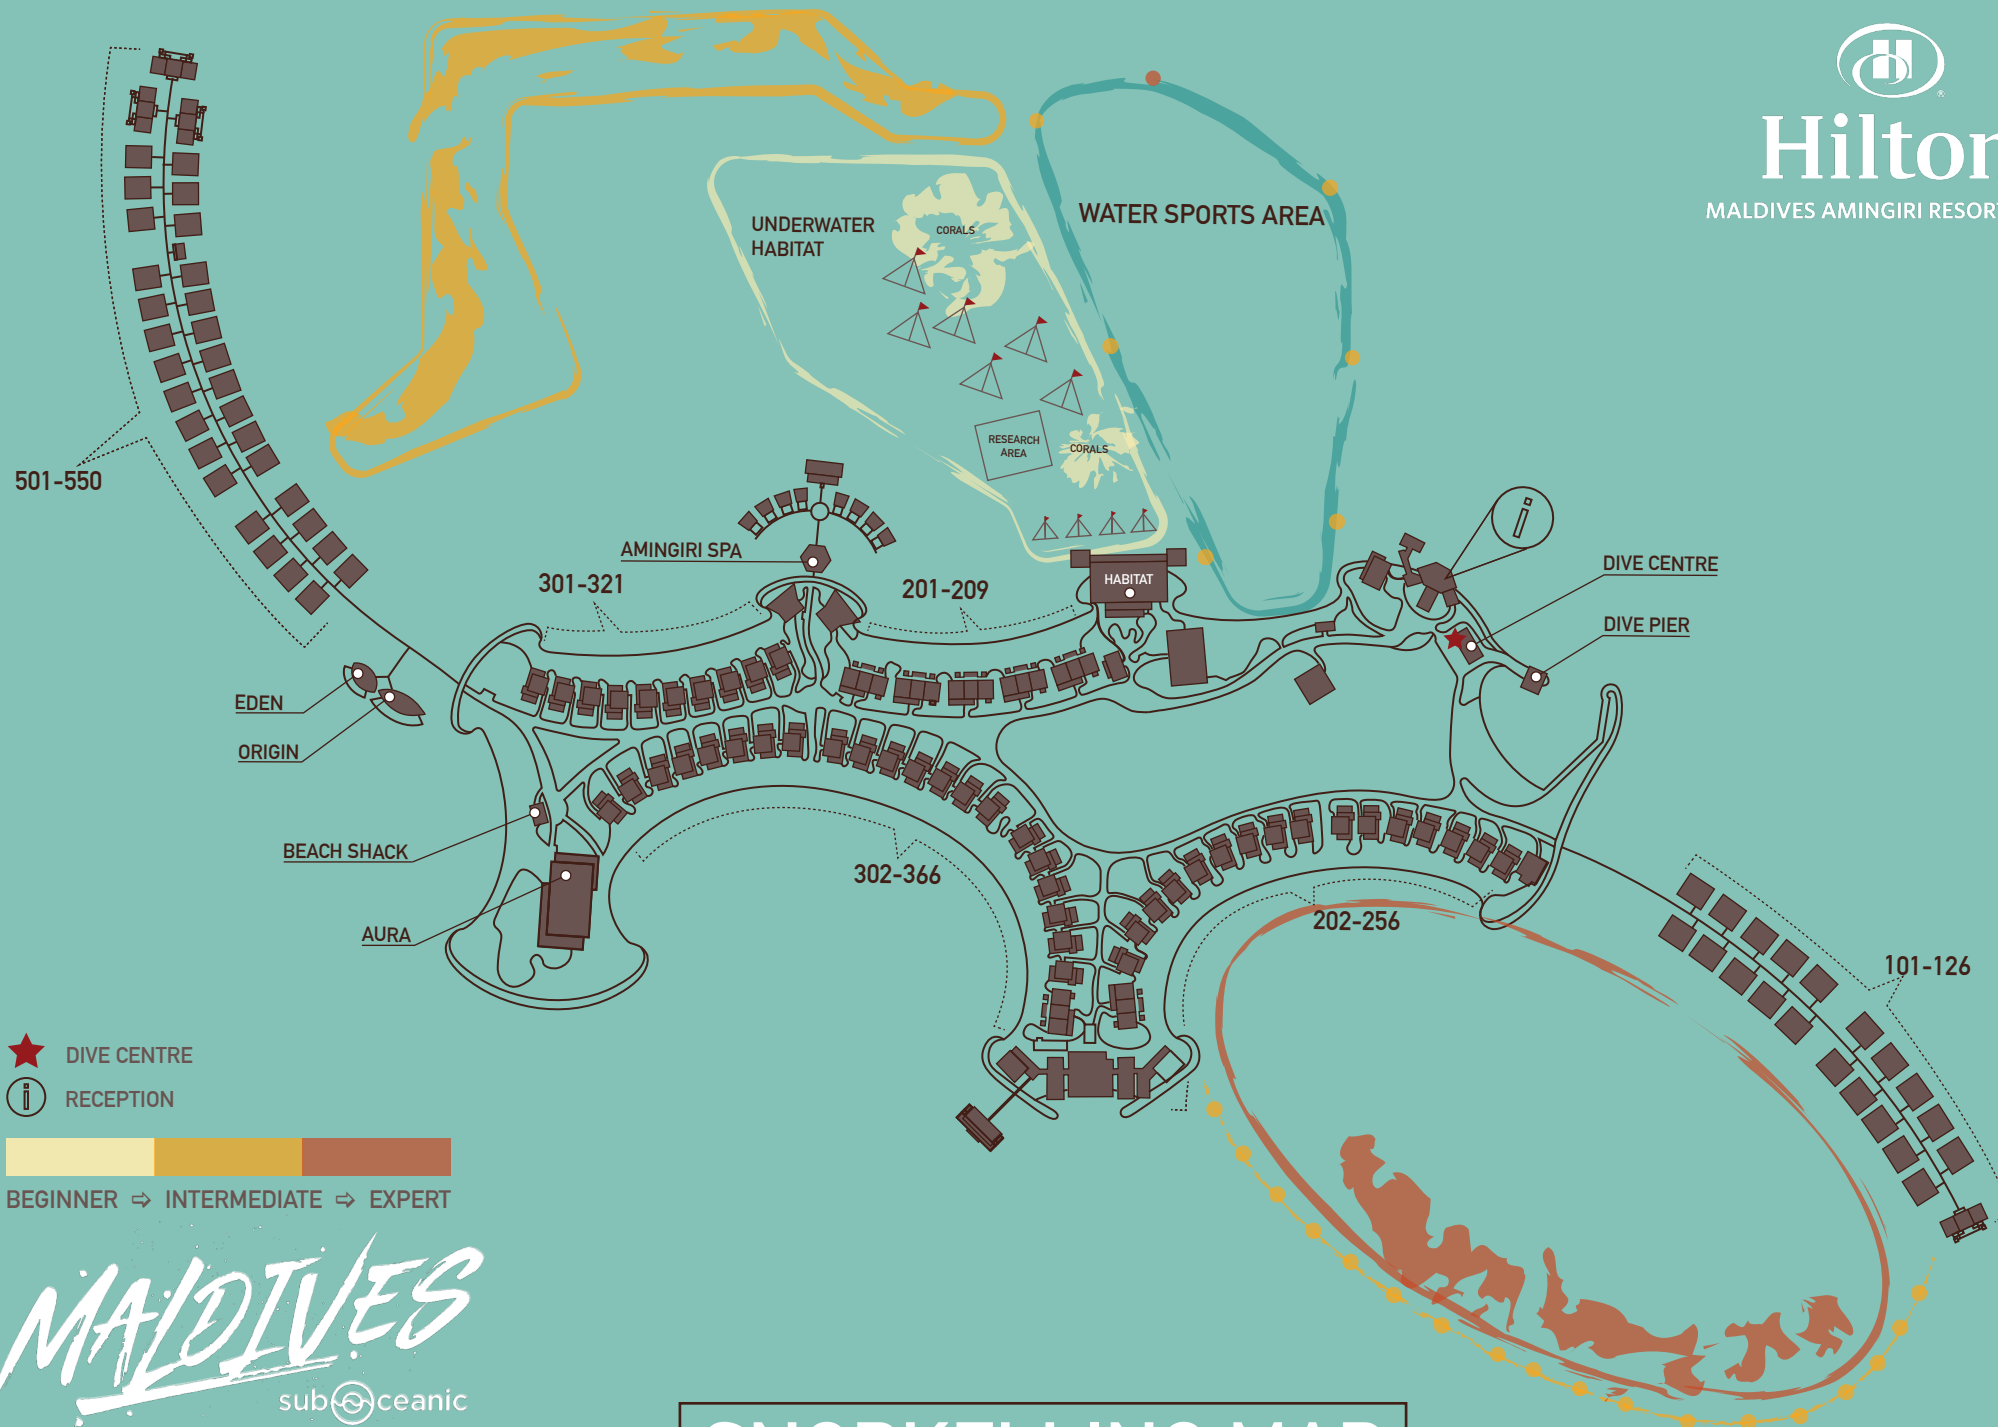 Hilton
MALDIVES AMINGIRI RESORT
UNDERWATER
HABITAT
CORALS
WATER SPORTS AREA
RESEARCH
AREA
CORALS
501-550
AMINGIRI SPA
301-321
201-209
HABITAT
i
DIVE CENTRE
DIVE PIER
EDEN
ORIGIN
BEACH SHACK
AURA
302-366
202-256
101-126
DIVE CENTRE
i RECEPTION
BEGINNER ⇨ INTERMEDIATE ⇨ EXPERT
MALDIVES
suboceanic
SNORKELLING MAP